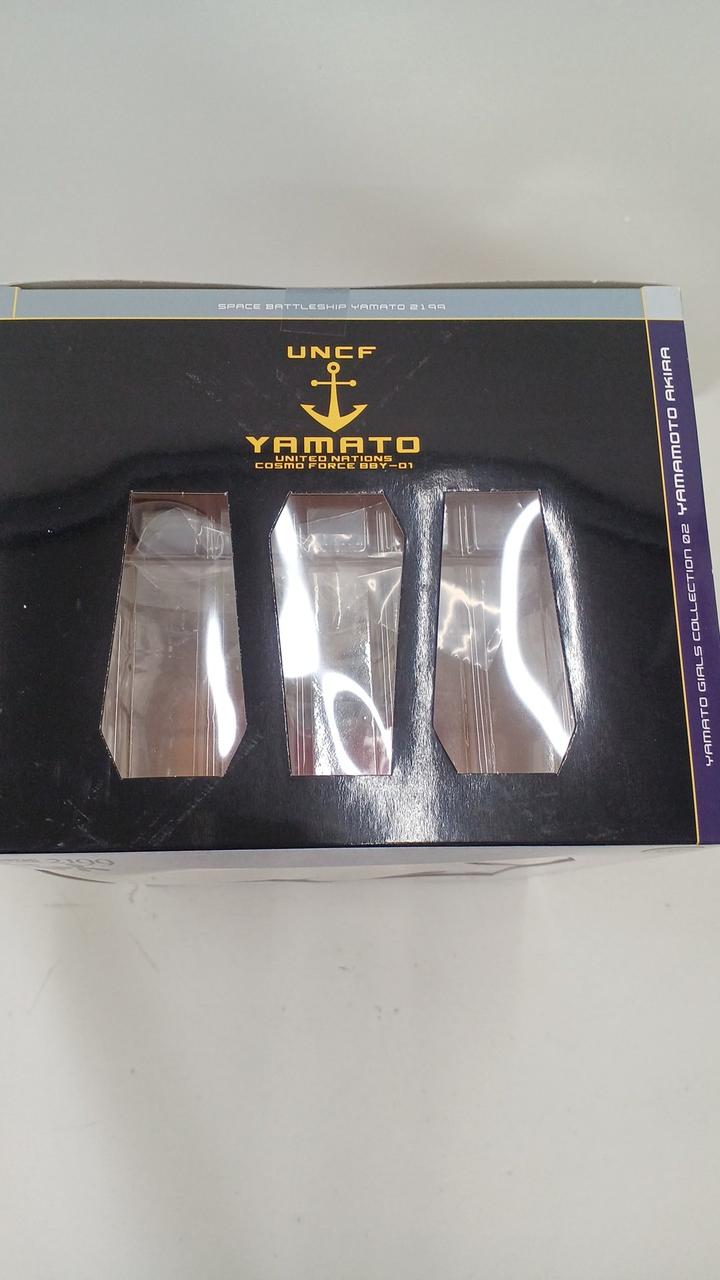 SPACE BATTLESHIP YAMATO 2199
UNCF
YAMATO
UNITED NATIONS
COSMO FORCE BBY-01
YAMATO GIRLS COLLECTION 02 YAMAMOTO AKIRA